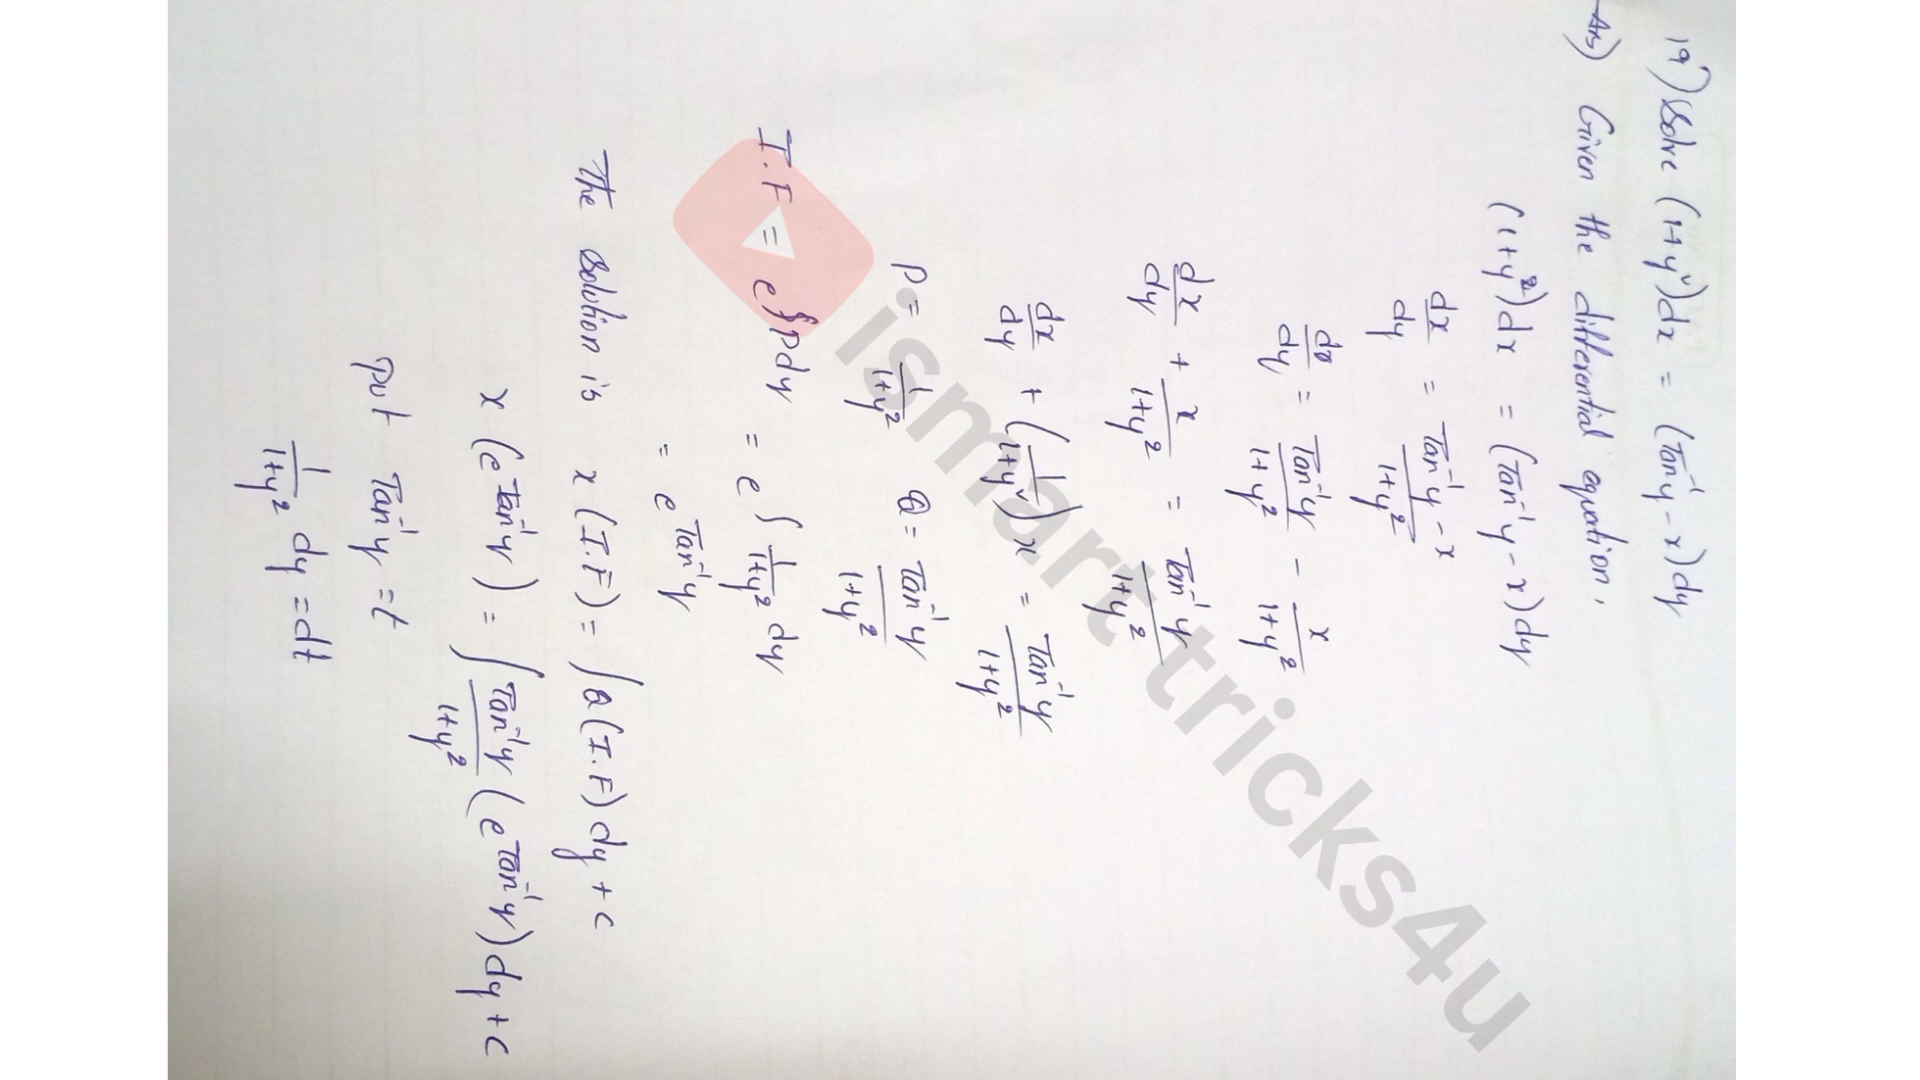 19) Solve (1+y²)dx = (Tan⁻¹y - x)dy
Ans) Given the differential equation,
(1+y²)dx = (Tan⁻¹y - x)dy
dx/dy = (Tan⁻¹y - x)/(1+y²)
dx/dy = Tan⁻¹y/(1+y²) - x/(1+y²)
dx/dy + x/(1+y²) = Tan⁻¹y/(1+y²)
dx/dy + (1/(1+y²))x = Tan⁻¹y/(1+y²)
P = 1/(1+y²) Q = Tan⁻¹y/(1+y²)
I.F = e^∫Pdy = e^∫1/(1+y²) dy
= e^Tan⁻¹y
The solution is x(I.F) = ∫Q(I.F)dy + c
x(e^Tan⁻¹y) = ∫Tan⁻¹y/(1+y²) (e^Tan⁻¹y)dy + c
put Tan⁻¹y = t
1/(1+y²) dy = dt
ismart tricks4u